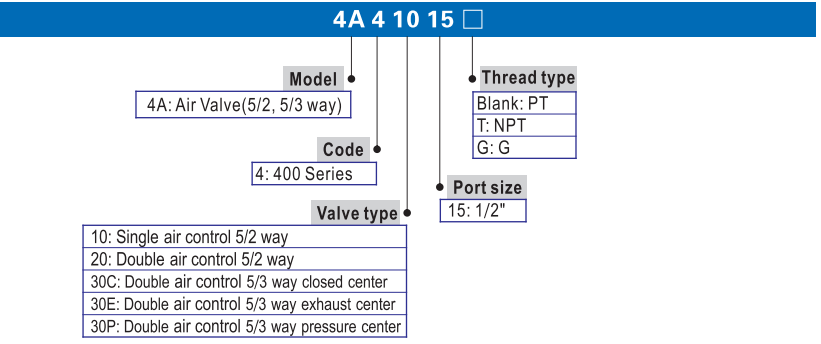 4A 4 10 15 □
Model
4A: Air Valve(5/2, 5/3 way)
Thread type
Blank: PT
T: NPT
G: G
Code
4: 400 Series
Port size
15: 1/2"
Valve type
10: Single air control 5/2 way
20: Double air control 5/2 way
30C: Double air control 5/3 way closed center
30E: Double air control 5/3 way exhaust center
30P: Double air control 5/3 way pressure center